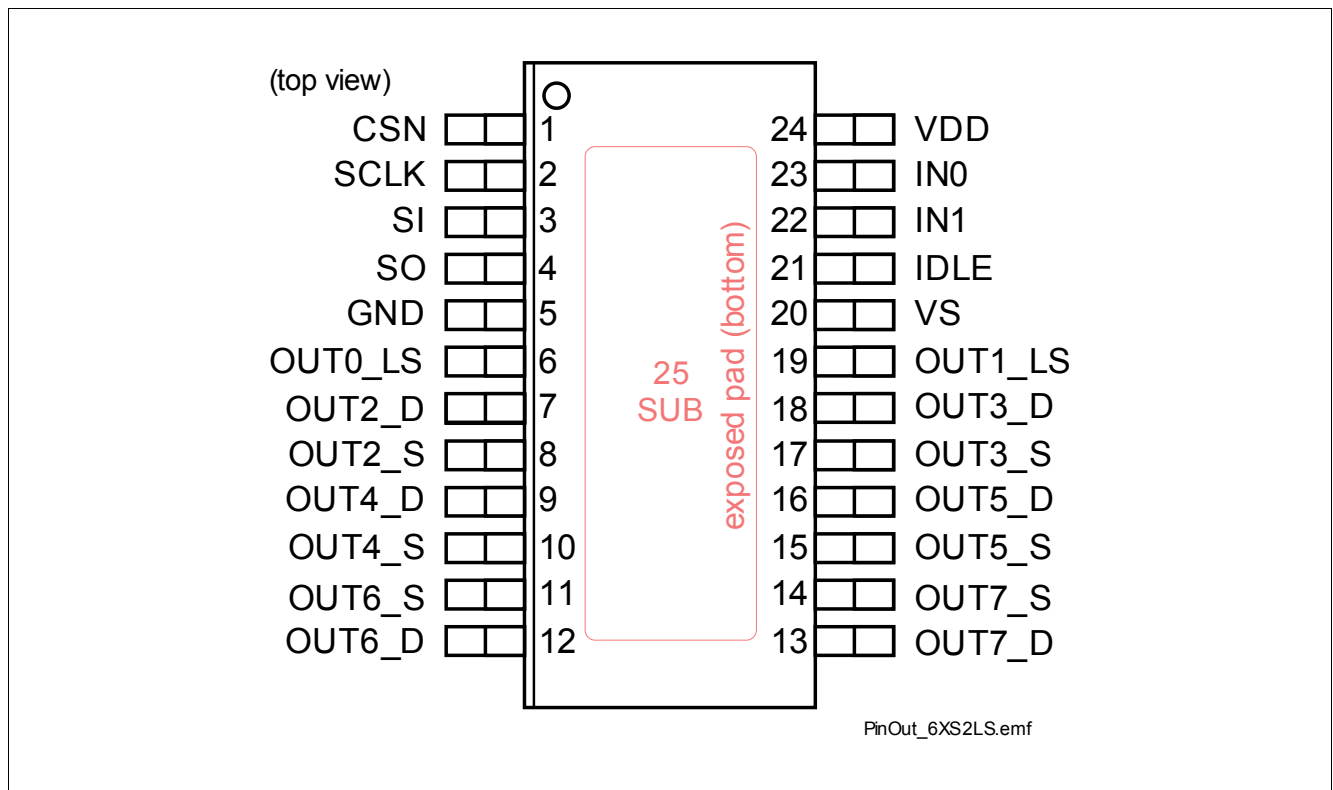 (top view)
CSN 1 24 VDD
SCLK 2 23 IN0
SI 3 22 IN1
SO 4 21 IDLE
GND 5 20 VS
OUT0_LS 6 19 OUT1_LS
OUT2_D 7 18 OUT3_D
OUT2_S 8 17 OUT3_S
OUT4_D 9 16 OUT5_D
OUT4_S 10 15 OUT5_S
OUT6_S 11 14 OUT7_S
OUT6_D 12 13 OUT7_D
25
SUB
exposed pad (bottom)
PinOut_6XS2LS.emf